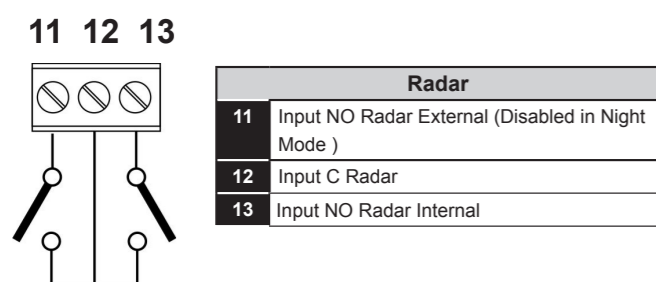 11 12 13
Radar
11 Input NO Radar External (Disabled in Night
Mode )
12 Input C Radar
13 Input NO Radar Internal